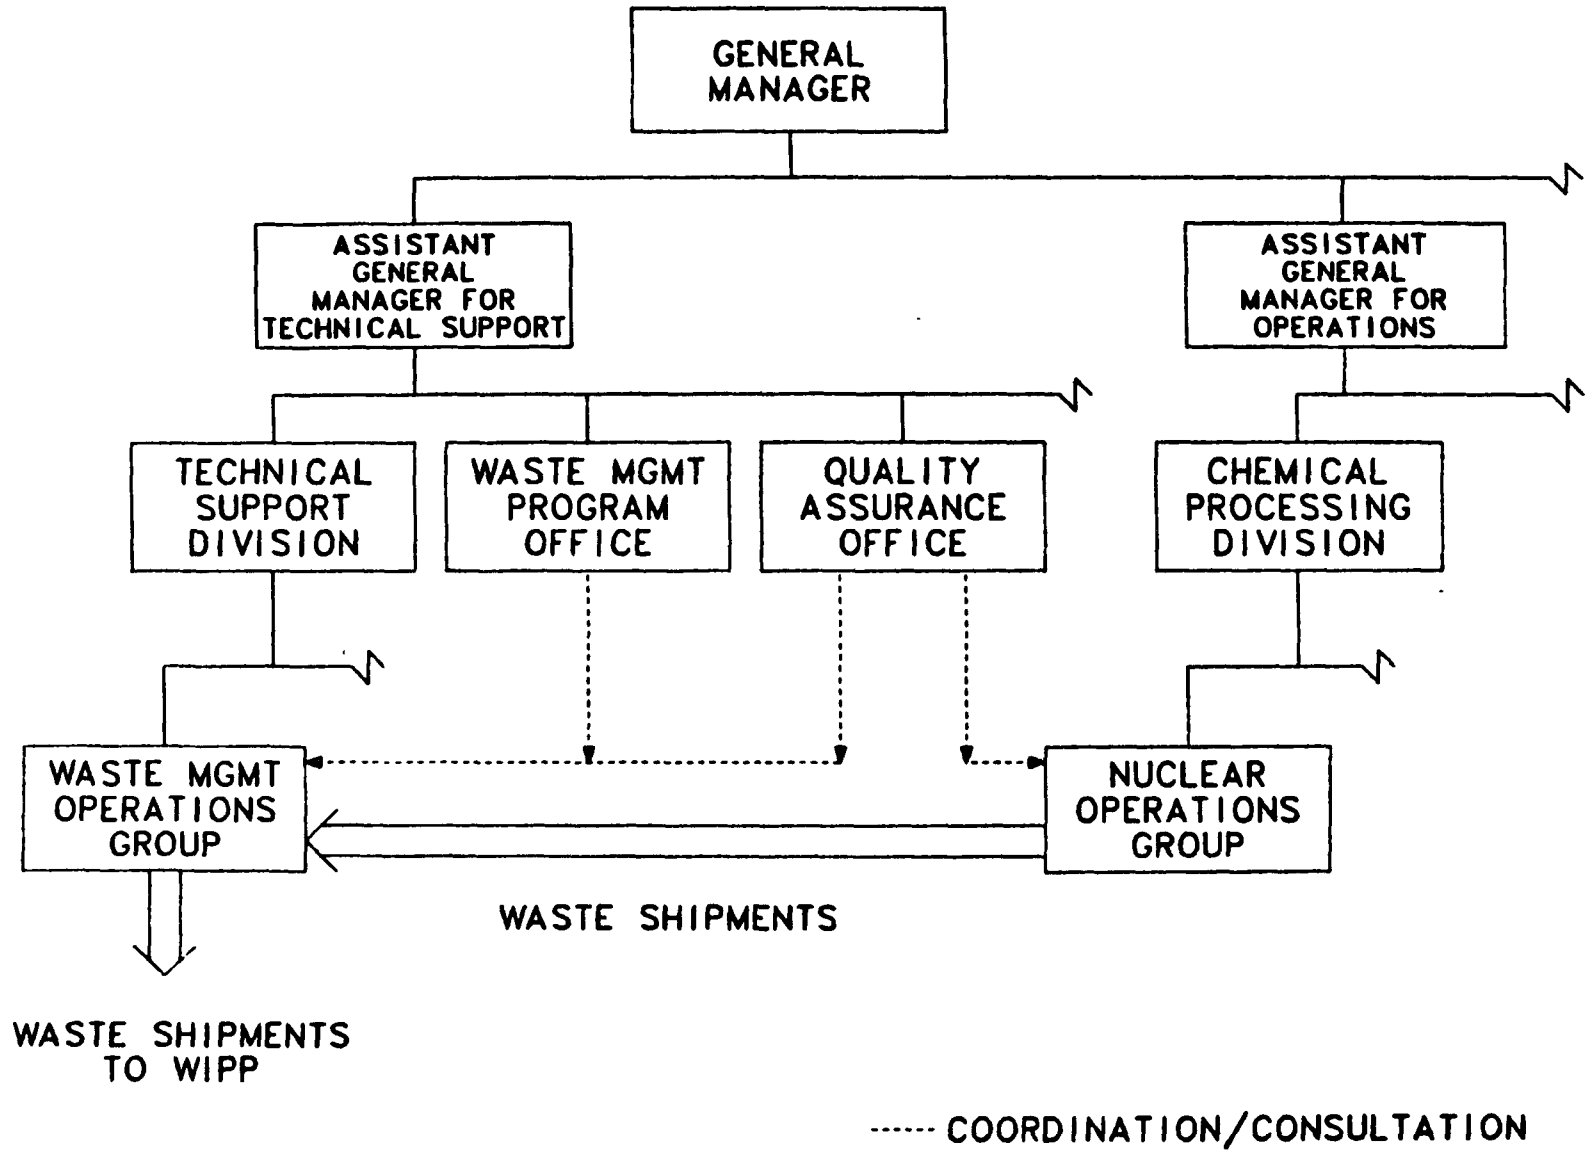 GENERAL
MANAGER
ASSISTANT
GENERAL
MANAGER FOR
TECHNICAL SUPPORT
ASSISTANT
GENERAL
MANAGER FOR
OPERATIONS
TECHNICAL
SUPPORT
DIVISION
WASTE MGMT
PROGRAM
OFFICE
QUALITY
ASSURANCE
OFFICE
CHEMICAL
PROCESSING
DIVISION
WASTE MGMT
OPERATIONS
GROUP
NUCLEAR
OPERATIONS
GROUP
WASTE SHIPMENTS
WASTE SHIPMENTS
TO WIPP
COORDINATION/CONSULTATION